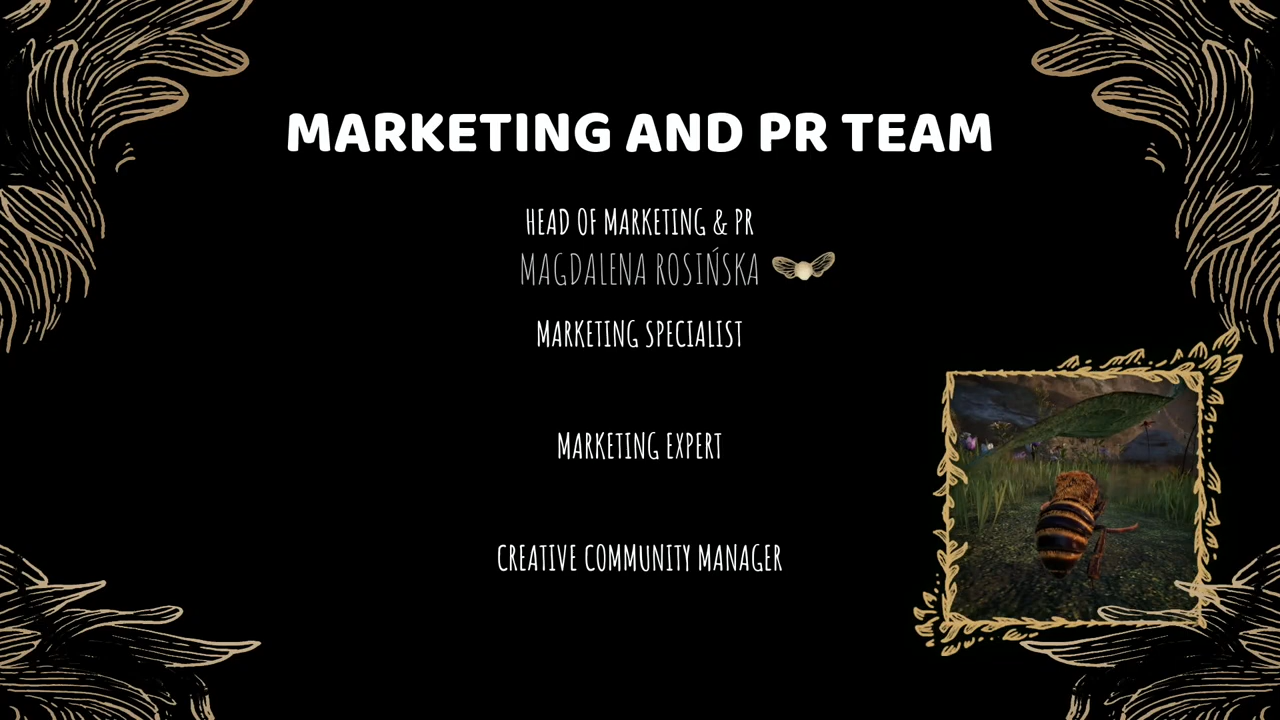 MARKETING AND PR TEAM
HEAD OF MARKETING & PR
MAGDALENA ROSIŃSKA
MARKETING SPECIALIST
MARKETING EXPERT
CREATIVE COMMUNITY MANAGER